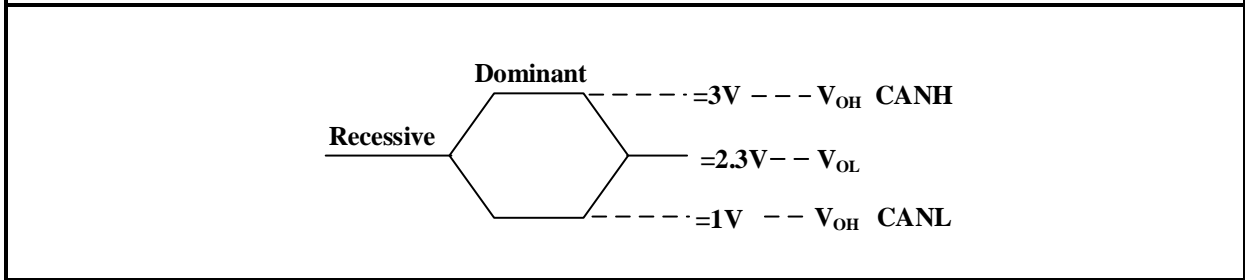 Dominant
=3V – – – VOH CANH
Recessive
=2.3V – – VOL
=1V – – VOH CANL